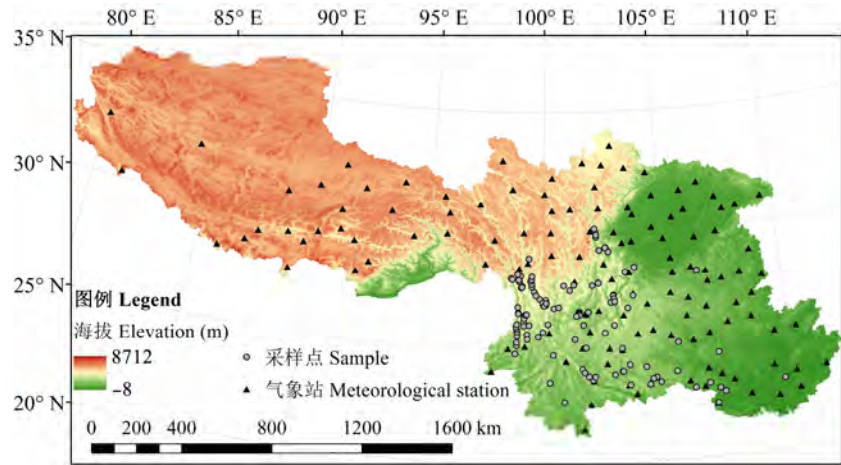 80° E 85° E 90° E 95° E 100° E 105° E 110° E
35° N
30° N
25° N
20° N
图例 Legend
海拔 Elevation (m)
8712
-8
采样点 Sample
气象站 Meteorological station
0 200 400 800 1200 1600 km